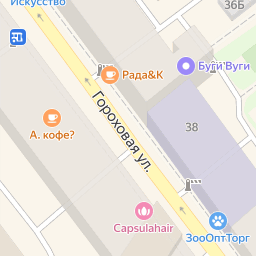 Искусство
36Б
Рада&К
Буги Вуги
А. кофе?
Гороховая ул.
38
Capsulahair
ЗооОптТорг